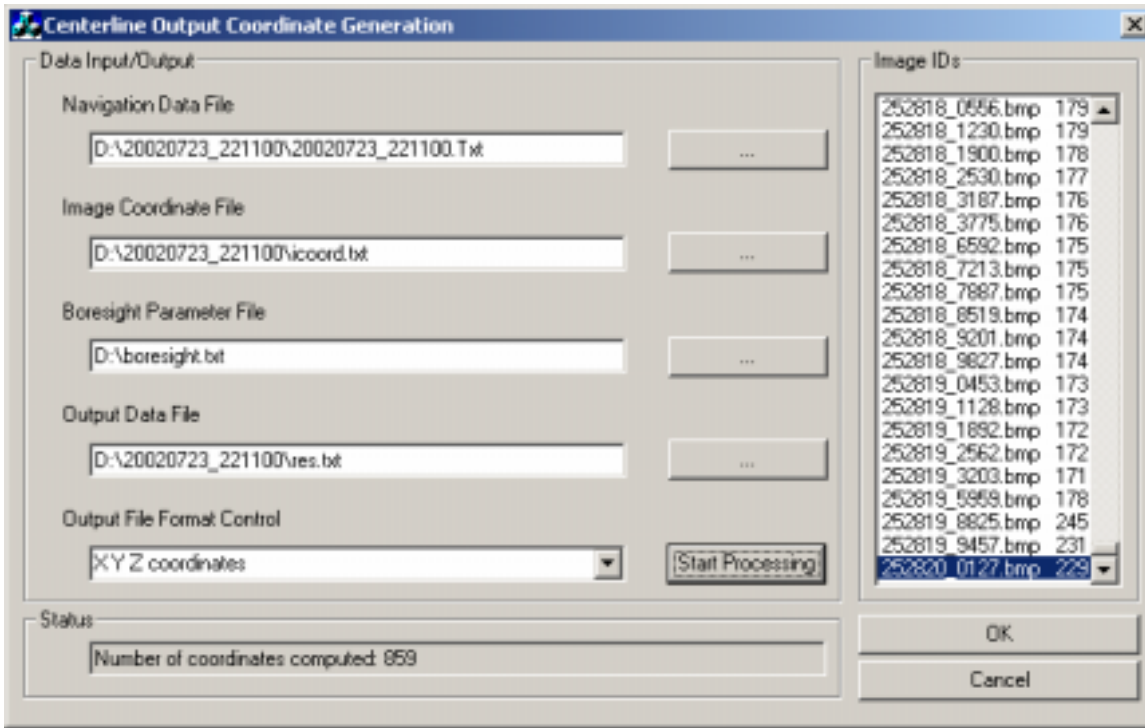 Centerline Output Coordinate Generation
Data Input/Output
Navigation Data File
D:\20020723_221100\20020723_221100.Txt
...
Image Coordinate File
D:\20020723_221100\icoord.txt
...
Boresight Parameter File
D:\boresight.txt
...
Output Data File
D:\20020723_221100\res.txt
...
Output File Format Control
X Y Z coordinates
Start Processing
Status
Number of coordinates computed: 859
Image IDs
252818_0556.bmp 179
252818_1230.bmp 179
252818_1900.bmp 178
252818_2530.bmp 177
252818_3187.bmp 176
252818_3775.bmp 176
252818_6592.bmp 175
252818_7213.bmp 175
252818_7887.bmp 175
252818_8519.bmp 174
252818_9201.bmp 174
252818_9827.bmp 174
252819_0453.bmp 173
252819_1128.bmp 173
252819_1892.bmp 172
252819_2562.bmp 172
252819_3203.bmp 171
252819_5959.bmp 178
252819_8825.bmp 245
252819_9457.bmp 231
252820_0127.bmp 229
OK
Cancel